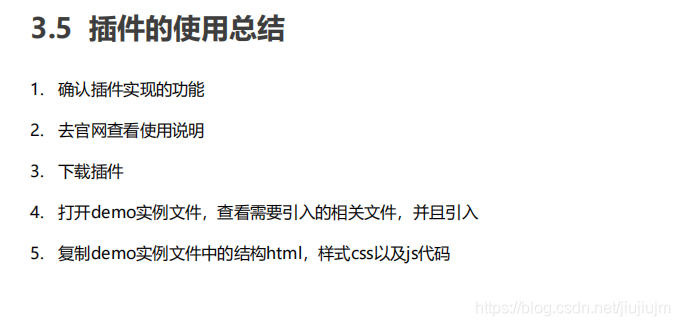 3.5 插件的使用总结
1. 确认插件实现的功能
2. 去官网查看使用说明
3. 下载插件
4. 打开demo实例文件，查看需要引入的相关文件，并且引入
5. 复制demo实例文件中的结构html，样式css以及js代码
https://blog.csdn.net/jiujiujrn